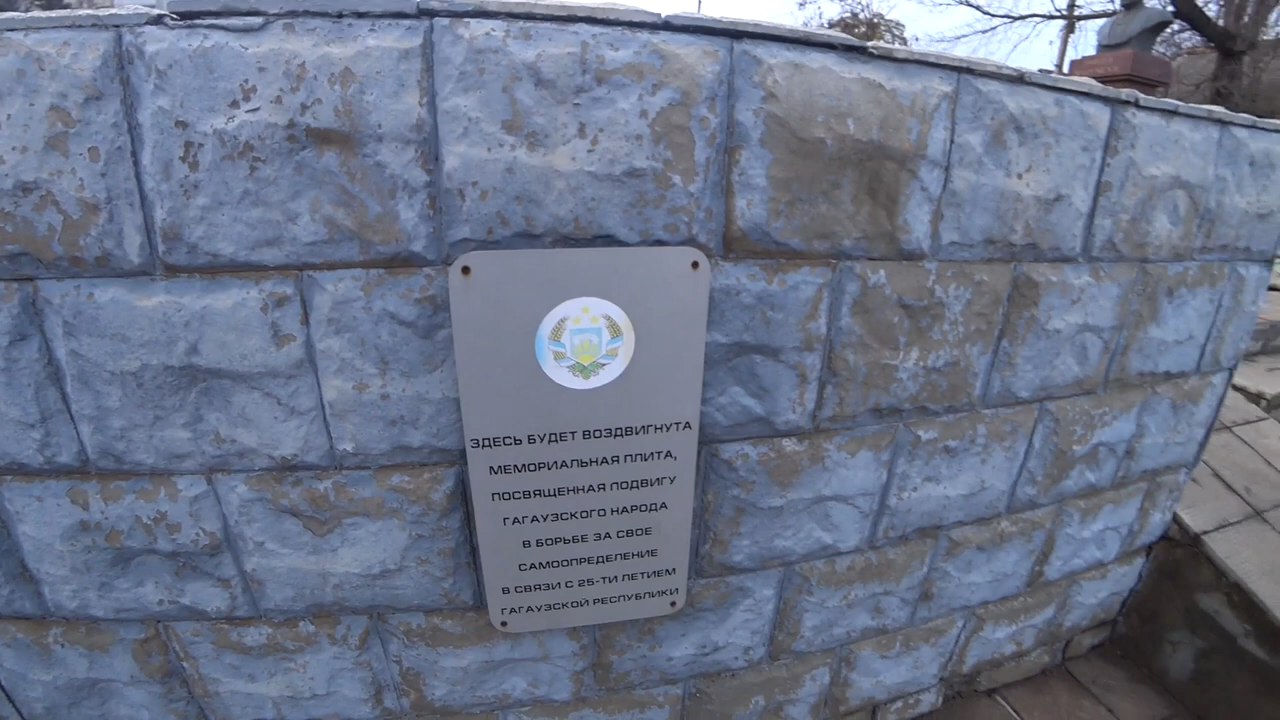 ЗДЕСЬ БУДЕТ ВОЗДВИГНУТА
МЕМОРИАЛЬНАЯ ПЛИТА,
ПОСВЯЩЕННАЯ ПОДВИГУ
ГАГАУЗСКОГО НАРОДА
В БОРЬБЕ ЗА СВОЕ
САМООПРЕДЕЛЕНИЕ
В СВЯЗИ С 25-ТИ ЛЕТИЕМ
ГАГАУЗСКОЙ РЕСПУБЛИКИ